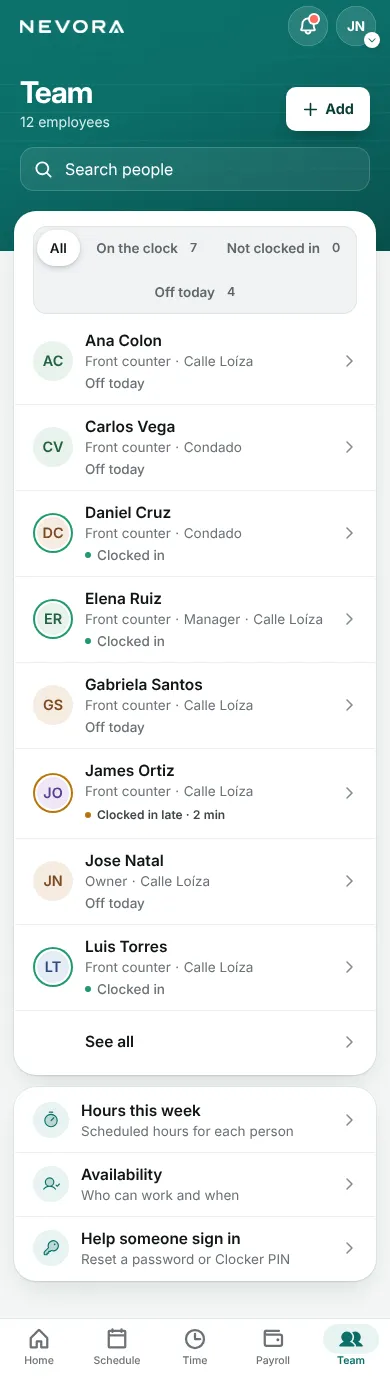 NEVORA
JN
Team
12 employees
Add
Search people
All
On the clock 7
Not clocked in 0
Off today 4
AC
Ana Colon
Front counter · Calle Loíza
Off today
CV
Carlos Vega
Front counter · Condado
Off today
DC
Daniel Cruz
Front counter · Condado
Clocked in
ER
Elena Ruiz
Front counter · Manager · Calle Loíza
Clocked in
GS
Gabriela Santos
Front counter · Calle Loíza
Off today
JO
James Ortiz
Front counter · Calle Loíza
Clocked in late · 2 min
JN
Jose Natal
Owner · Calle Loíza
Off today
LT
Luis Torres
Front counter · Calle Loíza
Clocked in
See all
Hours this week
Scheduled hours for each person
Availability
Who can work and when
Help someone sign in
Reset a password or Clocker PIN
Home
Schedule
Time
Payroll
Team